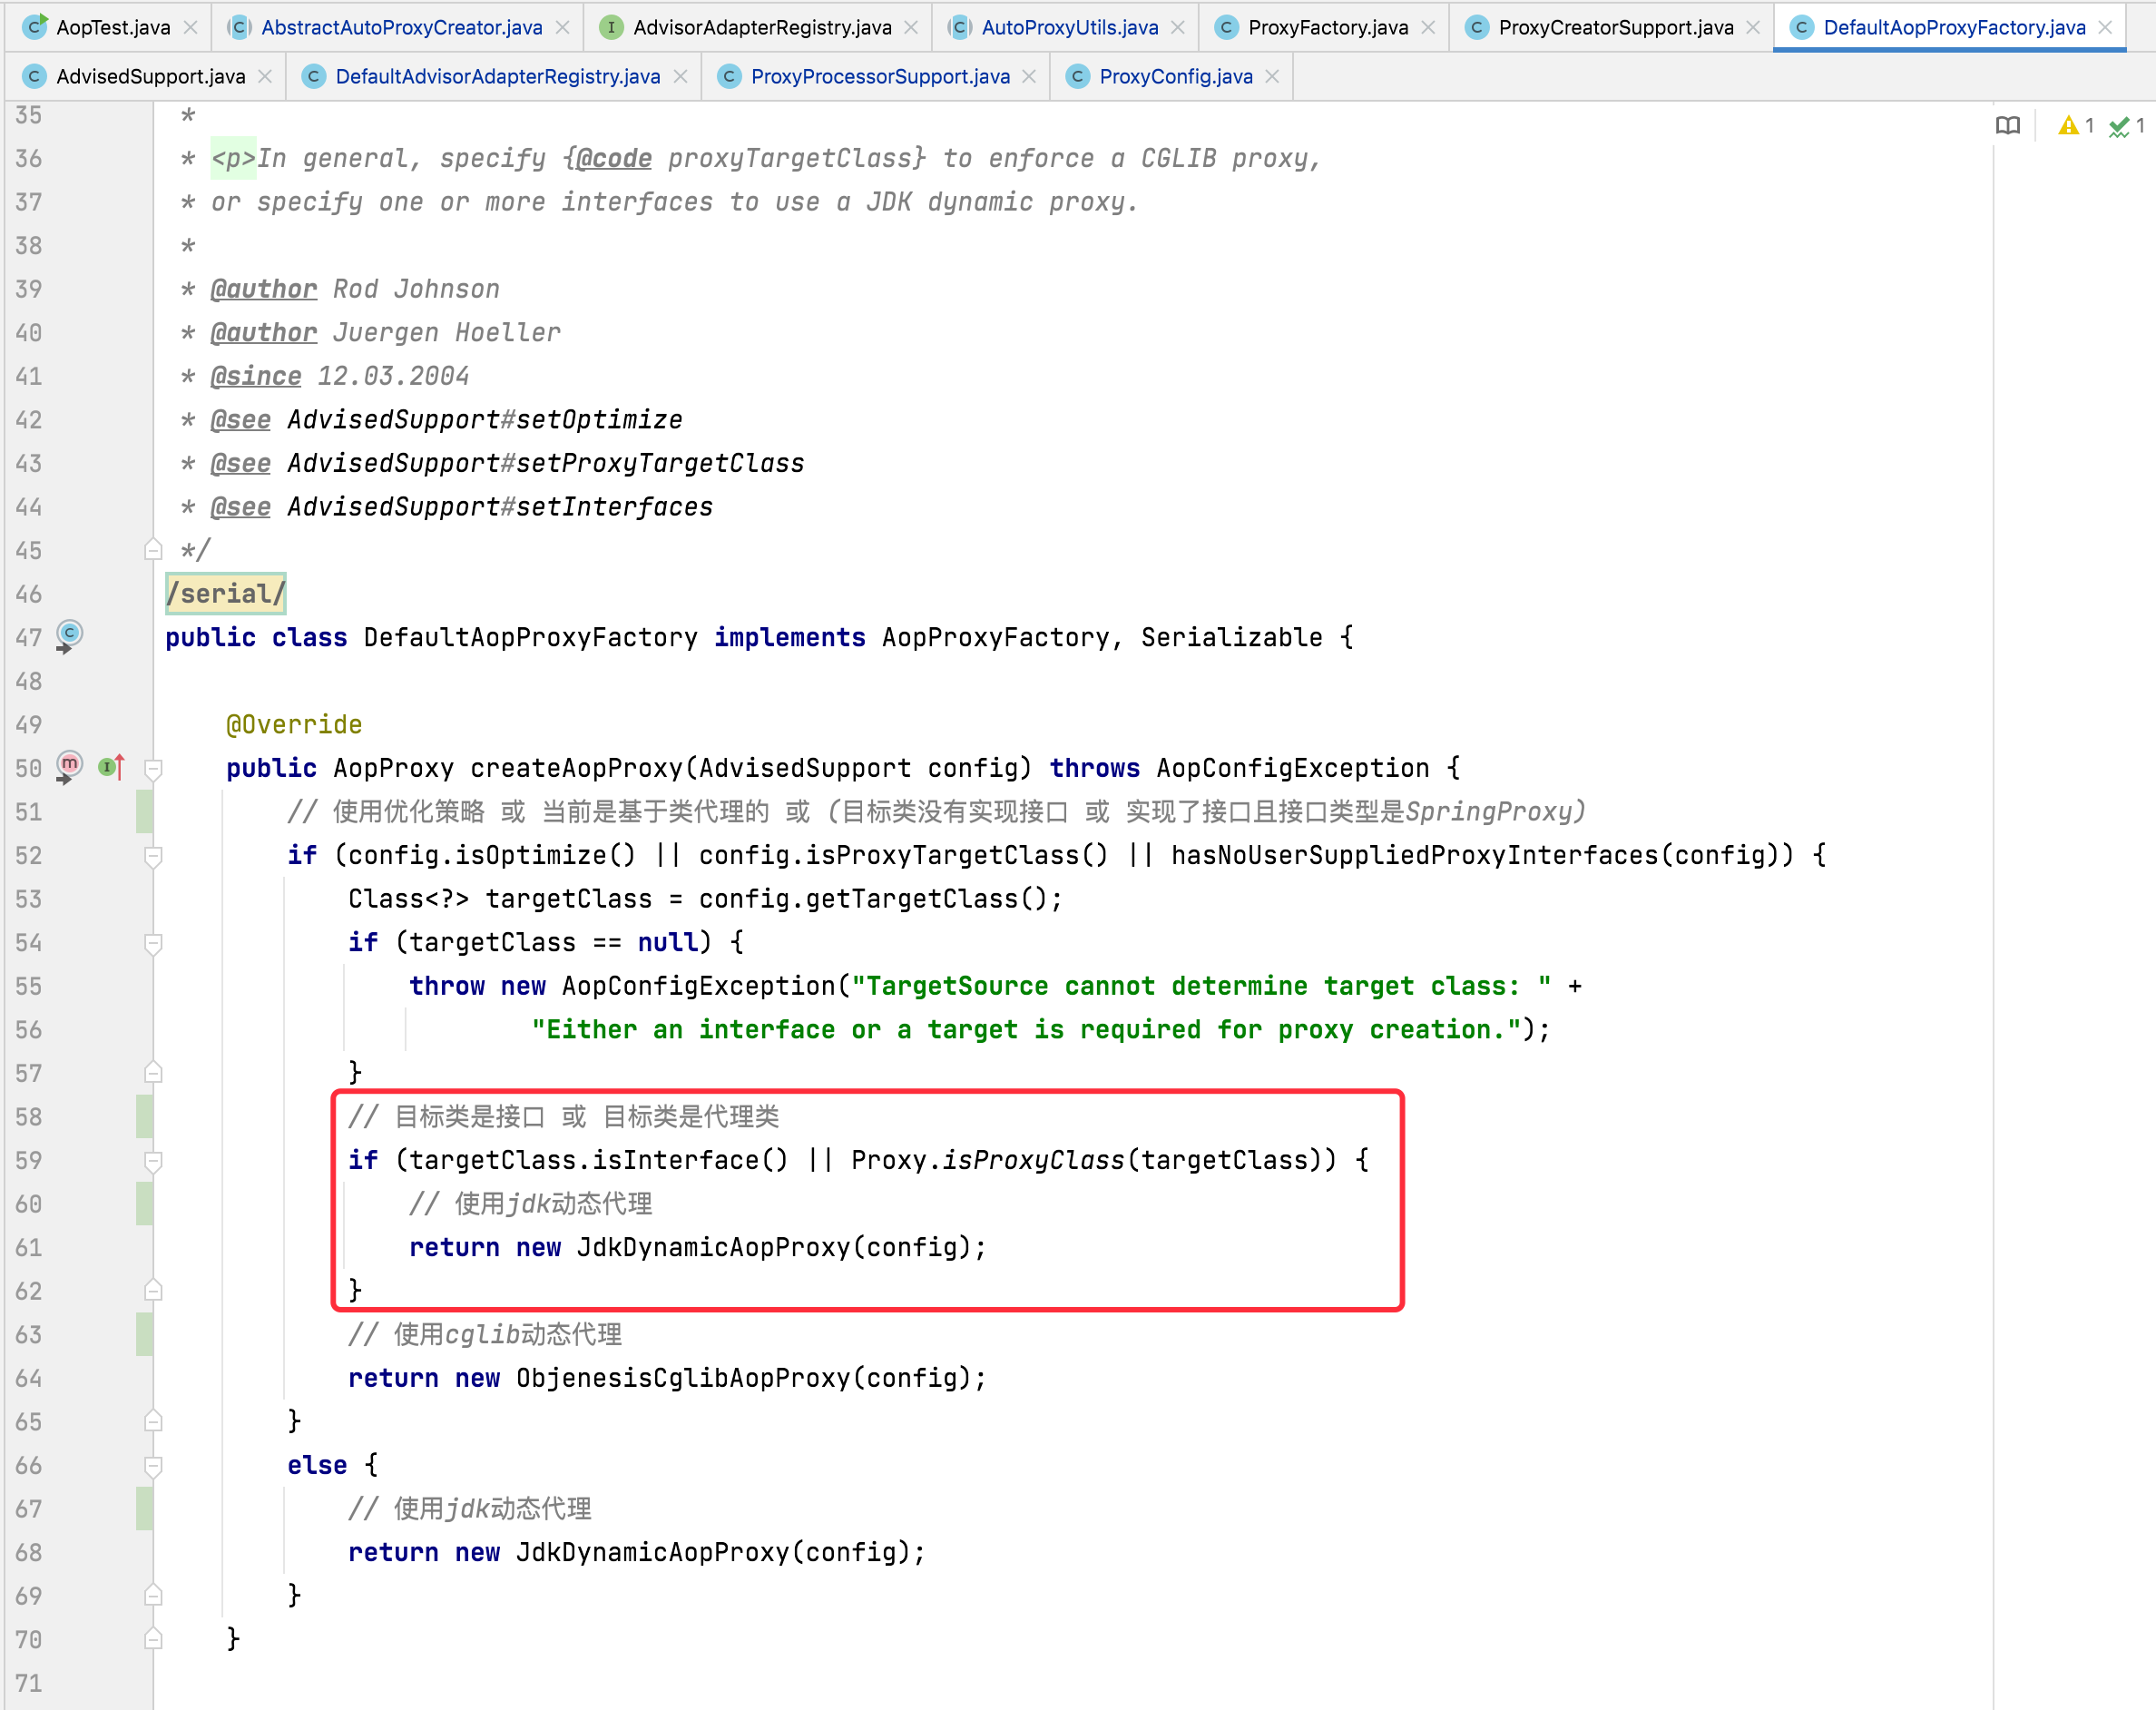 AopTest.java AbstractAutoProxyCreator.java AdvisorAdapterRegistry.java AutoProxyUtils.java ProxyFactory.java ProxyCreatorSupport.java DefaultAopProxyFactory.java
AdvisedSupport.java DefaultAdvisorAdapterRegistry.java ProxyProcessorSupport.java ProxyConfig.java
1 1
35 *
36 * <p>In general, specify {@code proxyTargetClass} to enforce a CGLIB proxy,
37 * or specify one or more interfaces to use a JDK dynamic proxy.
38 *
39 * @author Rod Johnson
40 * @author Juergen Hoeller
41 * @since 12.03.2004
42 * @see AdvisedSupport#setOptimize
43 * @see AdvisedSupport#setProxyTargetClass
44 * @see AdvisedSupport#setInterfaces
45 */
46 /serial/
47 public class DefaultAopProxyFactory implements AopProxyFactory, Serializable {
48
49 @Override
50 public AopProxy createAopProxy(AdvisedSupport config) throws AopConfigException {
51 // 使用优化策略 或 当前是基于类代理的 或 (目标类没有实现接口 或 实现了接口且接口类型是SpringProxy)
52 if (config.isOptimize() || config.isProxyTargetClass() || hasNoUserSuppliedProxyInterfaces(config)) {
53 Class<?> targetClass = config.getTargetClass();
54 if (targetClass == null) {
55 throw new AopConfigException("TargetSource cannot determine target class: " +
56 "Either an interface or a target is required for proxy creation.");
57 }
58 // 目标类是接口 或 目标类是代理类
59 if (targetClass.isInterface() || Proxy.isProxyClass(targetClass)) {
60 // 使用jdk动态代理
61 return new JdkDynamicAopProxy(config);
62 }
63 // 使用cglib动态代理
64 return new ObjenesisCglibAopProxy(config);
65 }
66 else {
67 // 使用jdk动态代理
68 return new JdkDynamicAopProxy(config);
69 }
70 }
71